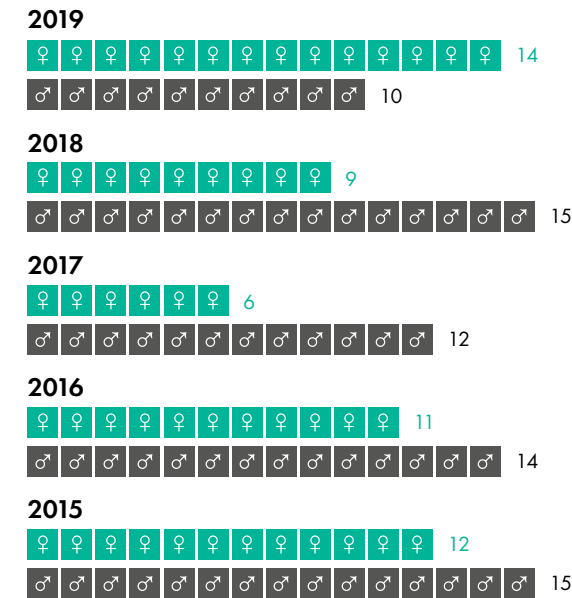 2019
♀ ♀ ♀ ♀ ♀ ♀ ♀ ♀ ♀ ♀ ♀ ♀ ♀ ♀ 14
♂ ♂ ♂ ♂ ♂ ♂ ♂ ♂ ♂ ♂ 10
2018
♀ ♀ ♀ ♀ ♀ ♀ ♀ ♀ ♀ 9
♂ ♂ ♂ ♂ ♂ ♂ ♂ ♂ ♂ ♂ ♂ ♂ ♂ ♂ ♂ 15
2017
♀ ♀ ♀ ♀ ♀ ♀ 6
♂ ♂ ♂ ♂ ♂ ♂ ♂ ♂ ♂ ♂ ♂ ♂ 12
2016
♀ ♀ ♀ ♀ ♀ ♀ ♀ ♀ ♀ ♀ ♀ 11
♂ ♂ ♂ ♂ ♂ ♂ ♂ ♂ ♂ ♂ ♂ ♂ ♂ ♂ 14
2015
♀ ♀ ♀ ♀ ♀ ♀ ♀ ♀ ♀ ♀ ♀ ♀ 12
♂ ♂ ♂ ♂ ♂ ♂ ♂ ♂ ♂ ♂ ♂ ♂ ♂ ♂ ♂ 15